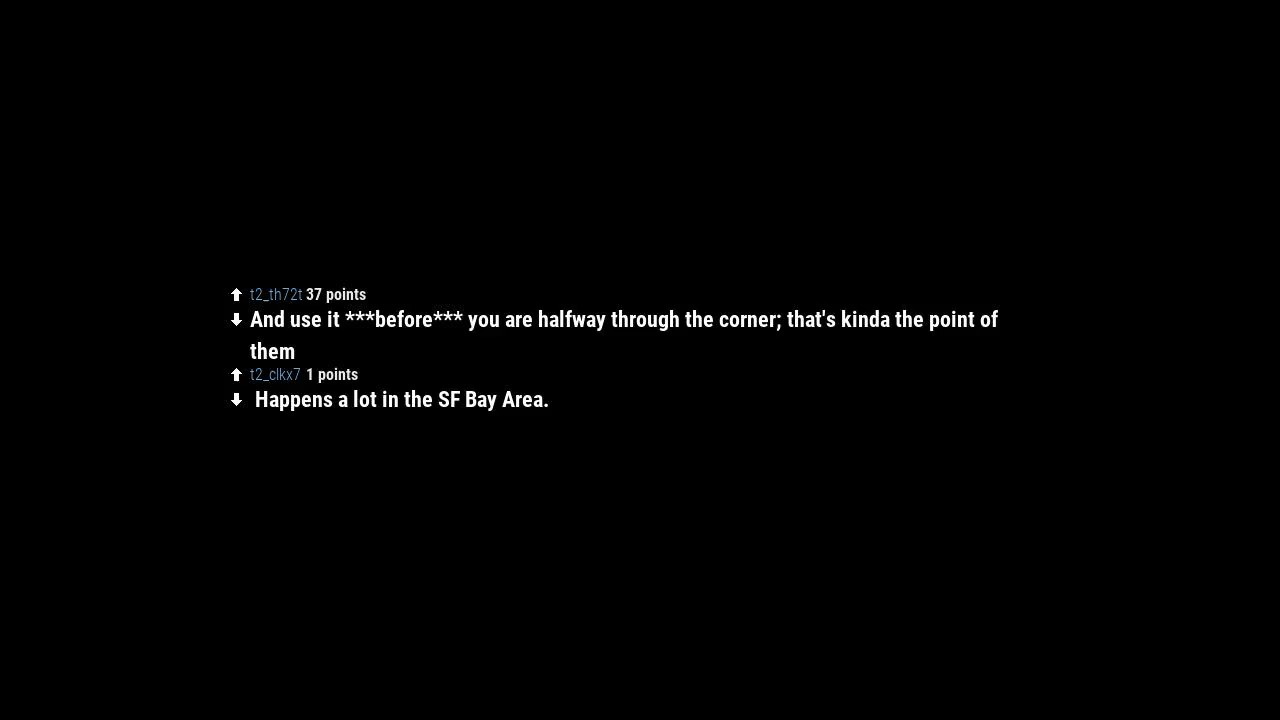 t2_th72t 37 points
And use it ***before*** you are halfway through the corner; that's kinda the point of
them
t2_clkx7 1 points
Happens a lot in the SF Bay Area.